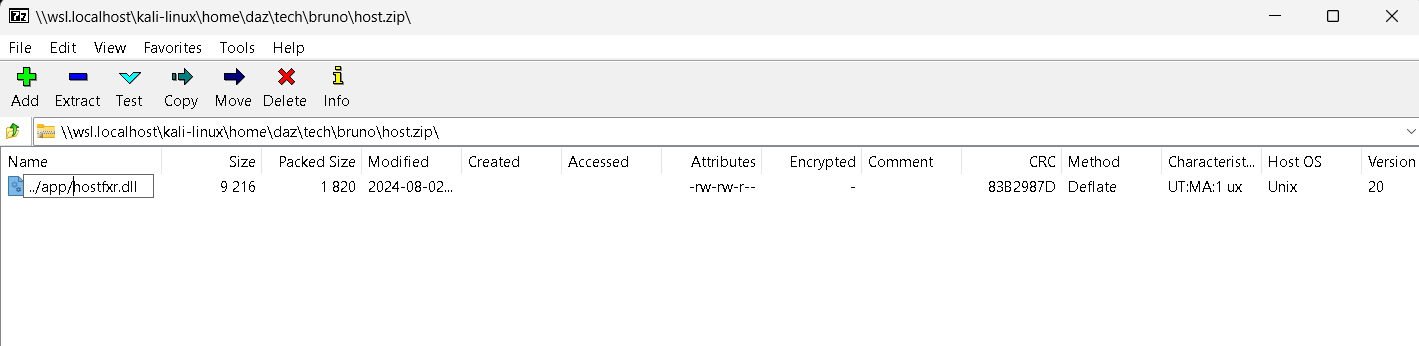 \\wsl.localhost\kali-linux\home\daz\tech\bruno\host.zip\
File Edit View Favorites Tools Help
Add Extract Test Copy Move Delete Info
\\wsl.localhost\kali-linux\home\daz\tech\bruno\host.zip\
Name Size Packed Size Modified Created Accessed Attributes Encrypted Comment CRC Method Characterist... Host OS Version
../app/hostfxr.dll 9 216 1 820 2024-08-02... -rw-rw-r-- - 83B2987D Deflate UT:MA:1 ux Unix 20